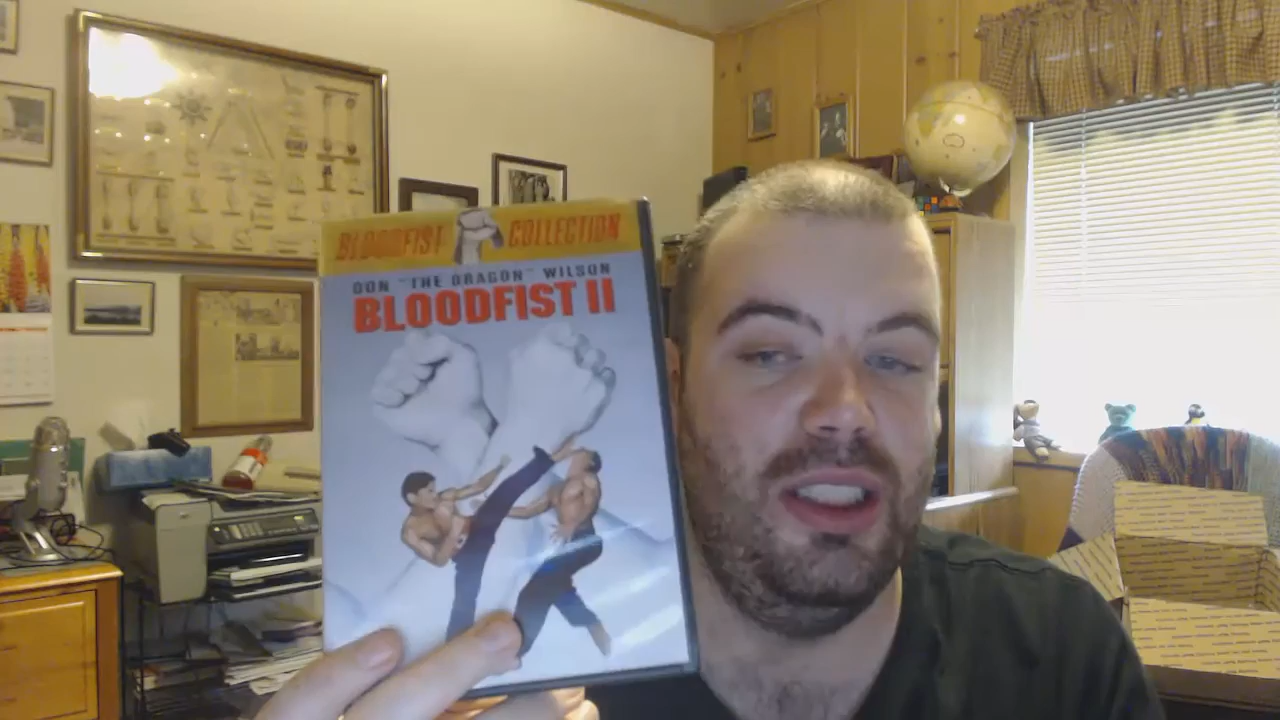 BLOODFIST COLLECTION
DON "THE DRAGON" WILSON
BLOODFIST II